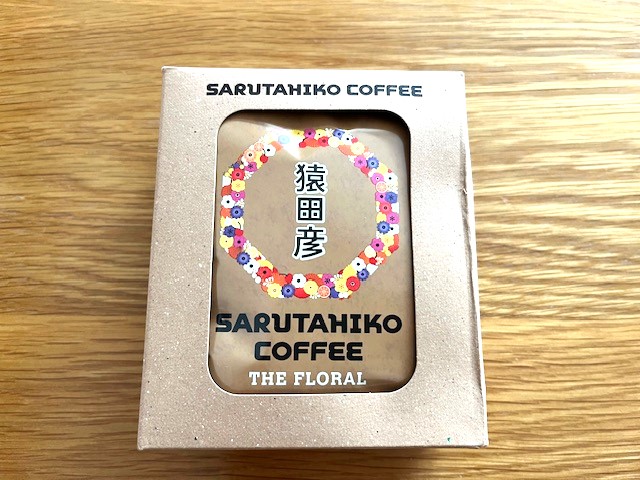 SARUTAHIKO COFFEE
猿田彦
SARUTAHIKO
COFFEE
THE FLORAL